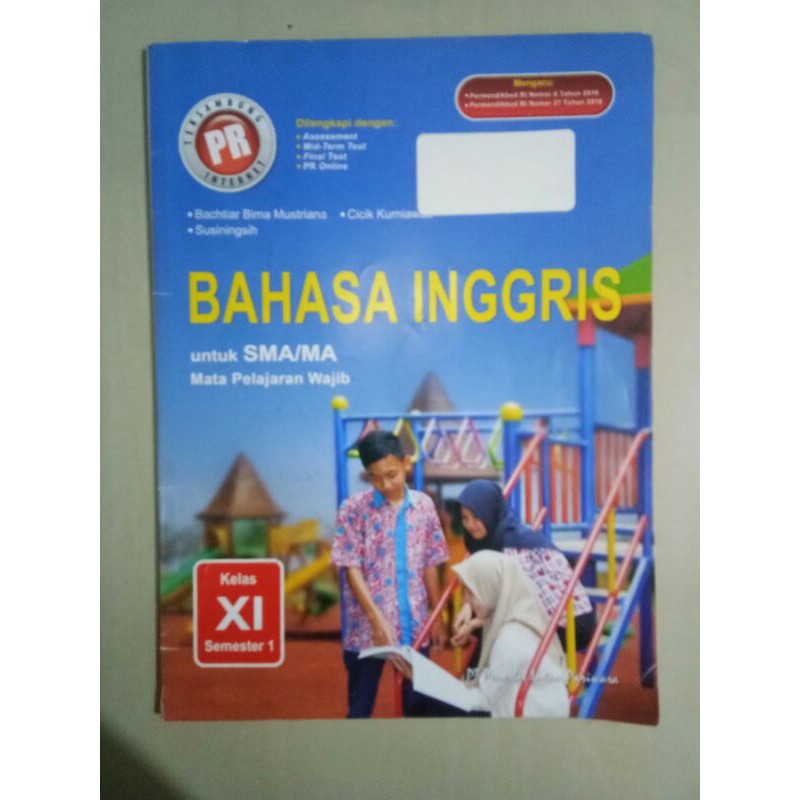 TERSAMBUNG
PR
INTERNET
Dilengkapi dengan:
• Assessment
• Mid-Term Test
• Final Test
• PR Online
Mengacu:
• Permendikbud RI Nomor
Tahun 2016
• Permendikbud RI Nomor 37 Tahun 2018
• Bachtiar Bima Mustriana • Cicik
• Susiningsih
BAHASA INGGRIS
untuk SMA/MA
Mata Pelajaran Wajib
Kelas
XI
Semester 1
PT